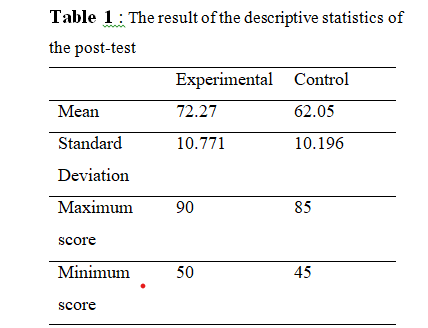 Table 1 : The result of the descriptive statistics of
the post-test
Experimental Control
Mean 72.27 62.05
Standard 10.771 10.196
Deviation
Maximum 90 85
score
Minimum 50 45
score